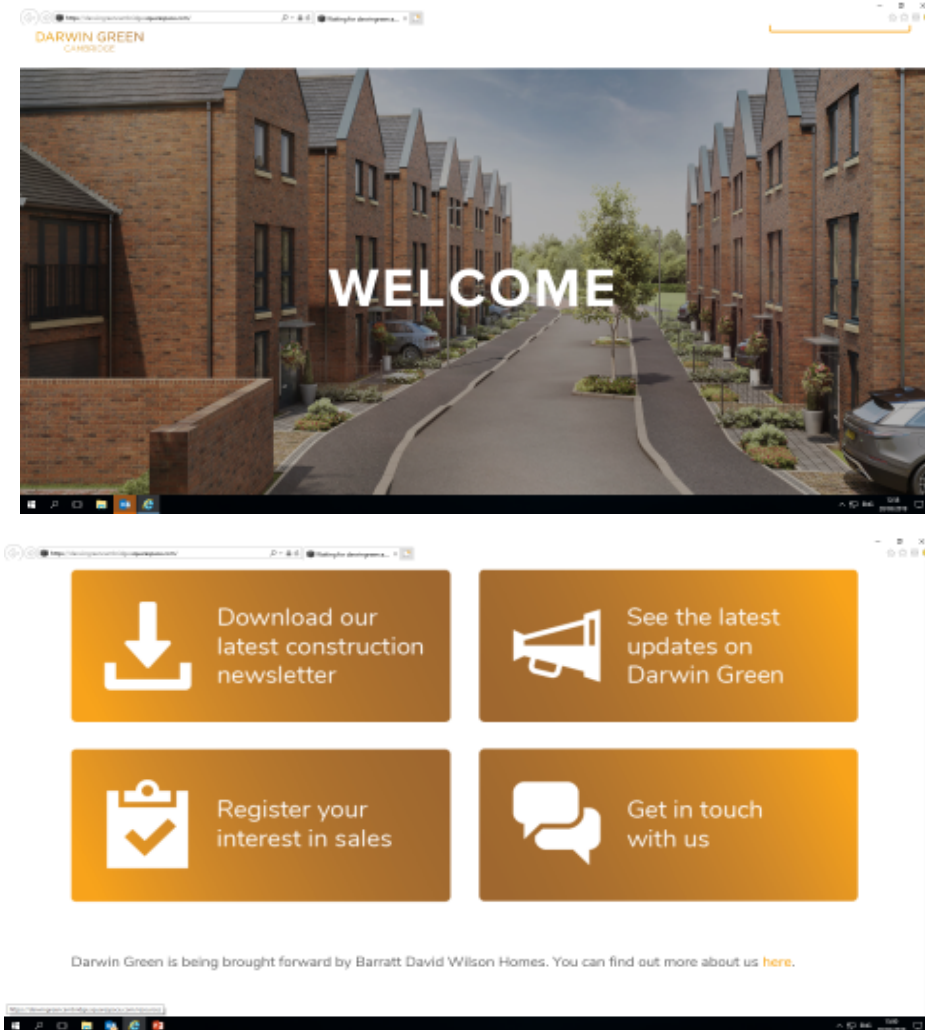 DARWIN GREEN
CAMBRIDGE
WELCOME
ENG
Download our
latest construction
newsletter
See the latest
updates on
Darwin Green
Register your
interest in sales
Get in touch
with us
Darwin Green is being brought forward by Barratt David Wilson Homes. You can find out more about us here.
ENG